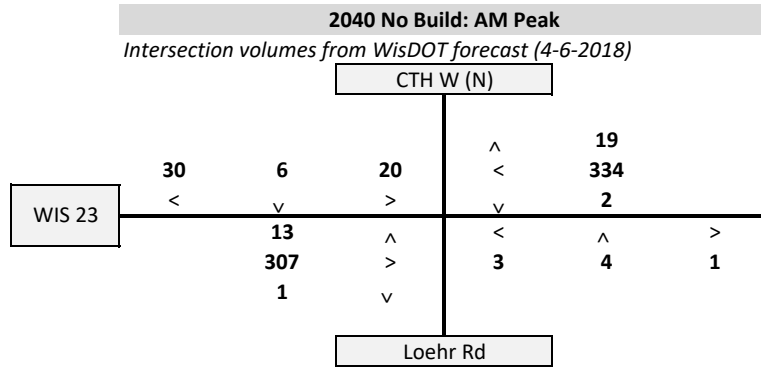 2040 No Build: AM Peak
Intersection volumes from WisDOT forecast (4-6-2018)
CTH W (N)
^ 19
30 6 20 < 334
< v > v 2
WIS 23
13 ^ < ^ >
307 > 3 4 1
1 v
Loehr Rd